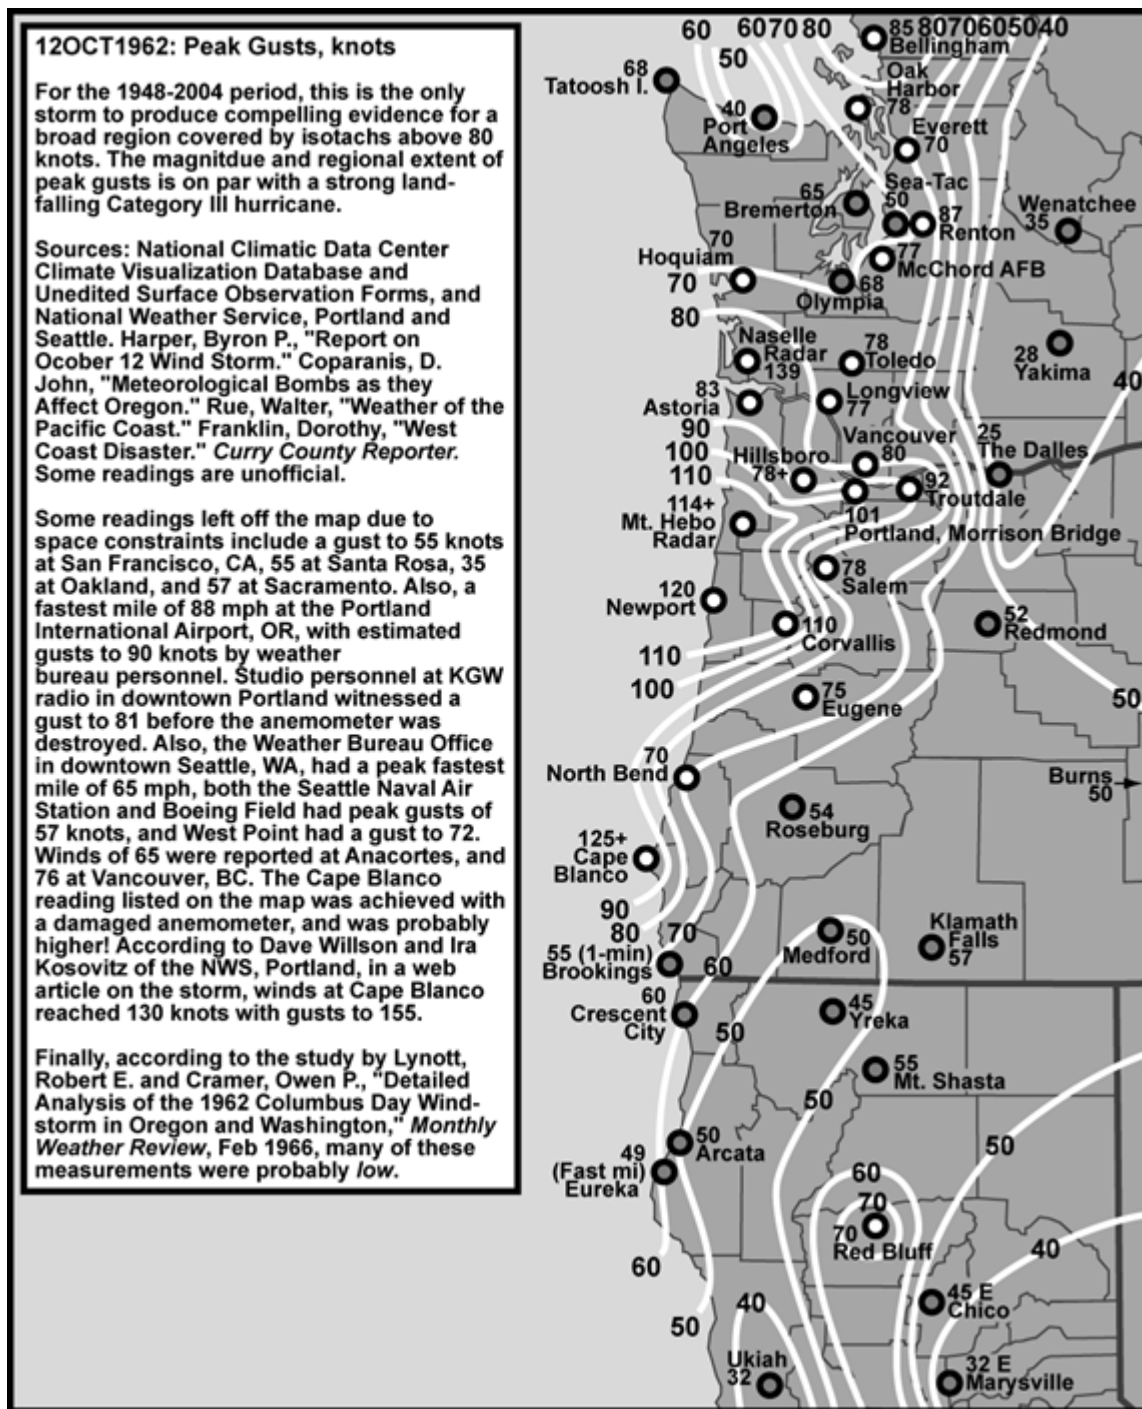 12OCT1962: Peak Gusts, knots
For the 1948-2004 period, this is the only
storm to produce compelling evidence for a
broad region covered by isotachs above 80
knots. The magnitdue and regional extent of
peak gusts is on par with a strong land-
falling Category III hurricane.
Sources: National Climatic Data Center
Climate Visualization Database and
Unedited Surface Observation Forms, and
National Weather Service, Portland and
Seattle. Harper, Byron P., "Report on
Ocober 12 Wind Storm." Coparanis, D.
John, "Meteorological Bombs as they
Affect Oregon." Rue, Walter, "Weather of the
Pacific Coast." Franklin, Dorothy, "West
Coast Disaster." Curry County Reporter.
Some readings are unofficial.
Some readings left off the map due to
space constraints include a gust to 55 knots
at San Francisco, CA, 55 at Santa Rosa, 35
at Oakland, and 57 at Sacramento. Also, a
fastest mile of 88 mph at the Portland
International Airport, OR, with estimated
gusts to 90 knots by weather
bureau personnel. Studio personnel at KGW
radio in downtown Portland witnessed a
gust to 81 before the anemometer was
destroyed. Also, the Weather Bureau Office
in downtown Seattle, WA, had a peak fastest
mile of 65 mph, both the Seattle Naval Air
Station and Boeing Field had peak gusts of
57 knots, and West Point had a gust to 72.
Winds of 65 were reported at Anacortes, and
76 at Vancouver, BC. The Cape Blanco
reading listed on the map was achieved with
a damaged anemometer, and was probably
higher! According to Dave Willson and Ira
Kosovitz of the NWS, Portland, in a web
article on the storm, winds at Cape Blanco
reached 130 knots with gusts to 155.
Finally, according to the study by Lynott,
Robert E. and Cramer, Owen P., "Detailed
Analysis of the 1962 Columbus Day Wind-
storm in Oregon and Washington," Monthly
Weather Review, Feb 1966, many of these
measurements were probably low.
60
50
60 70 80
85
Bellingham
80 70 60 50 40
68
Tatoosh I.
40
Port
Angeles
Oak
Harbor
78
Everett
70
65
Bremerton
Sea-Tac
50
87
Renton
Wenatchee
35
70
Hoquiam
70
77
McChord AFB
68
Olympia
80
Naselle
Radar
139
78
Toledo
28
Yakima
40
83
Astoria
Longview
77
90
100
110
Hillsboro
78+
Vancouver
80
25
The Dalles
92
Troutdale
114+
Mt. Hebo
Radar
101
Portland, Morrison Bridge
78
Salem
120
Newport
110
Corvallis
52
Redmond
110
100
50
75
Eugene
70
North Bend
Burns
50
54
Roseburg
125+
Cape
Blanco
90
80
70
60
55 (1-min)
Brookings
50
Medford
Klamath
Falls
57
60
Crescent
City
50
45
Yreka
55
Mt. Shasta
50
50
50
Arcata
49
(Fast mi)
Eureka
60
70
70
Red Bluff
40
60
50
40
45 E
Chico
Ukiah
32
32 E
Marysville